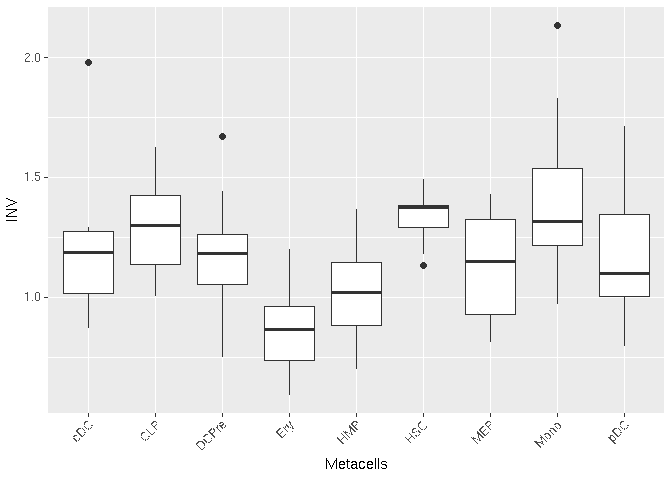 INV
2.0
1.5
1.0
cDC
CLP
DCPre
Ery
HMP
HSC
MEP
Mono
pDC
Metacells